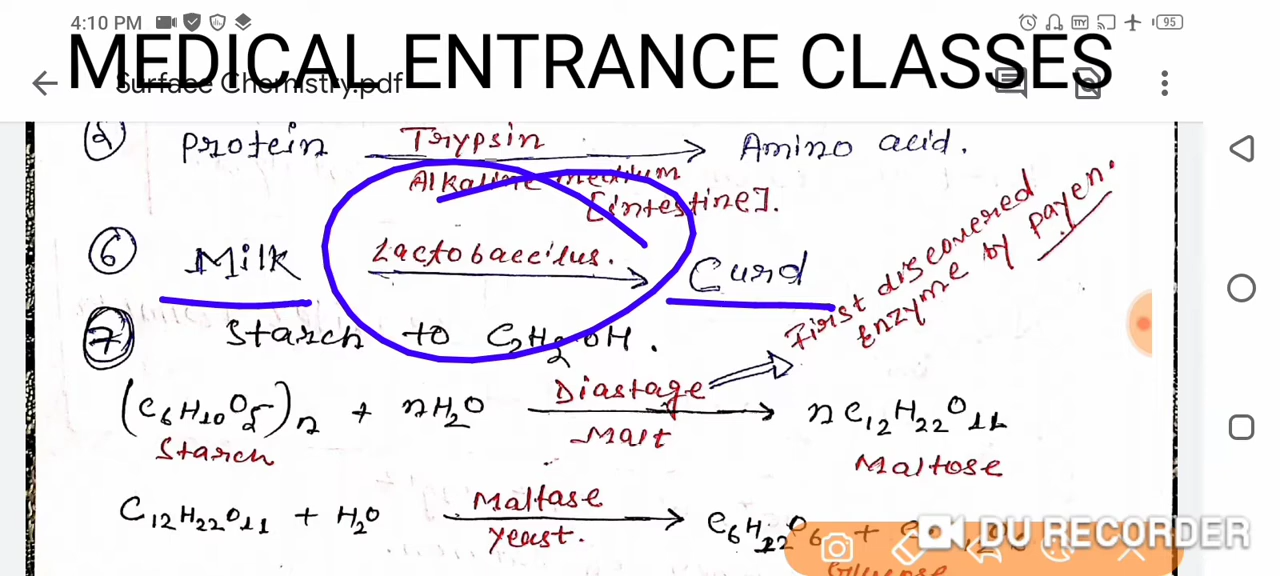 4:10 PM
95
MEDICAL ENTRANCE CLASSES
Surface Chemistry.pdf
Protein Trypsin Amino acid.
Alkaline medium
[intestine].
⑥ Milk Lactobaccilus. Curd
First discovered
Enzyme by payen.
⑦ Starch to C2H5OH.
(C6H10O5)n + nH2O Diastage nC12H22O11
Malt
Starch Maltose
C12H22O11 + H2O Maltase
Yeast.
DU RECORDER
Glucose